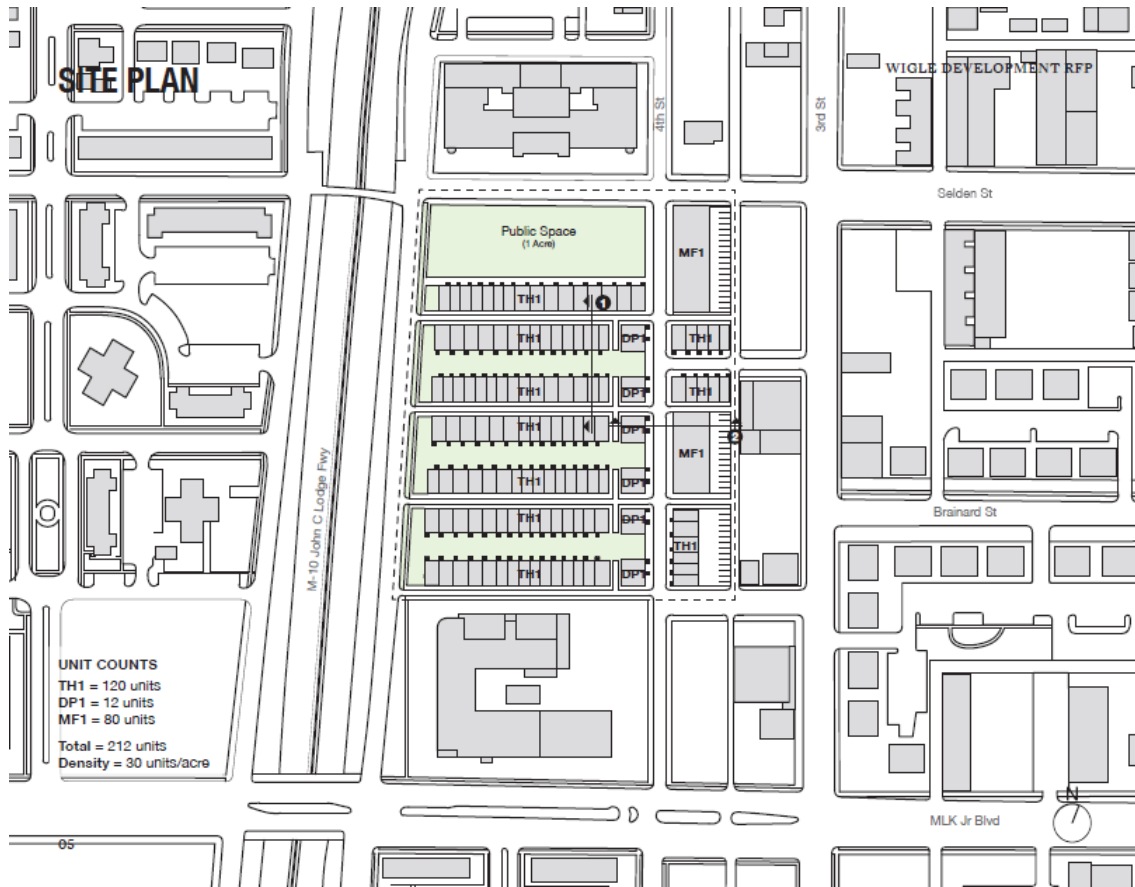 SITE PLAN
WIGLE DEVELOPMENT RFP
4th St
3rd St
Selden St
Public Space
(1 Acre)
MF1
TH1
1
TH1
DP1
TH1
TH1
DP1
TH1
TH1
DP1
2
MF1
TH1
DP1
M-10 John C Lodge Fwy
Brainard St
TH1
DP1
TH1
TH1
DP1
UNIT COUNTS
TH1 = 120 units
DP1 = 12 units
MF1 = 80 units
Total = 212 units
Density = 30 units/acre
N
MLK Jr Blvd
05